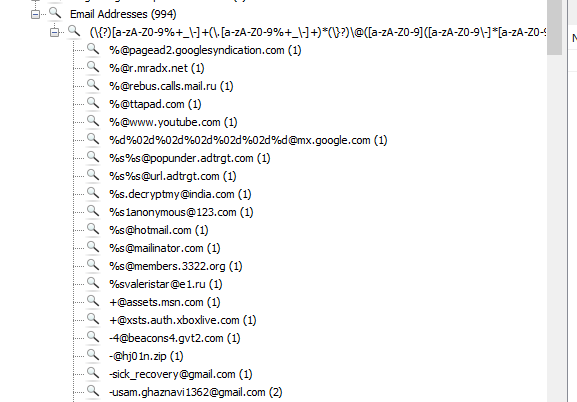 Email Addresses (994)
(\{?)[a-zA-Z0-9%+_\-]+(\.[a-zA-Z0-9%+_\-]+)*(\}?)\@([a-zA-Z0-9]([a-zA-Z0-9\-]*[a-zA-Z0-9
%@pagead2.googlesyndication.com (1)
%@r.mradx.net (1)
%@rebus.calls.mail.ru (1)
%@ttapad.com (1)
%@www.youtube.com (1)
%d%02d%02d%02d%02d%02d%d@mx.google.com (1)
%s%s@popunder.adtrgt.com (1)
%s%s@url.adtrgt.com (1)
%s.decryptmy@india.com (1)
%s1anonymous@123.com (1)
%s@hotmail.com (1)
%s@mailinator.com (1)
%s@members.3322.org (1)
%svaleristar@e1.ru (1)
+@assets.msn.com (1)
+@xsts.auth.xboxlive.com (1)
-4@beacons4.gvt2.com (1)
-@hj01n.zip (1)
-sick_recovery@gmail.com (1)
-usam.ghaznavi1362@gmail.com (2)